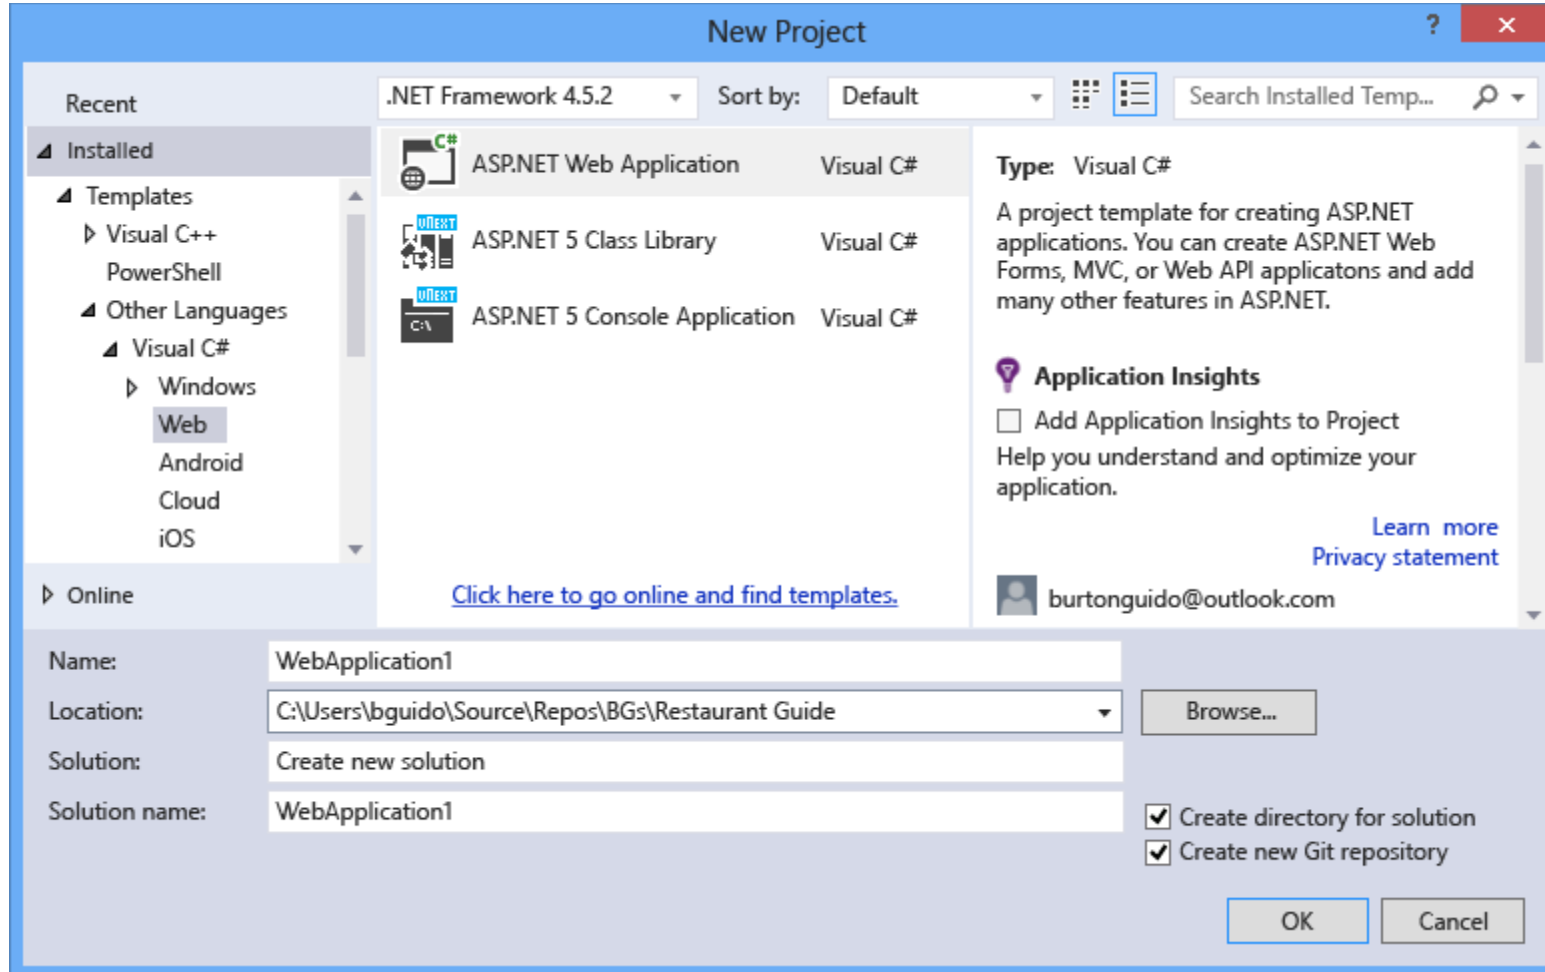 New Project
?
Recent
.NET Framework 4.5.2
Sort by:
Default
Search Installed Temp...
Installed
Templates
Visual C++
PowerShell
Other Languages
Visual C#
Windows
Web
Android
Cloud
iOS
Online
C#
ASP.NET Web Application
Visual C#
vNEXT
ASP.NET 5 Class Library
Visual C#
vNEXT
C:\
ASP.NET 5 Console Application
Visual C#
Click here to go online and find templates.
Type: Visual C#
A project template for creating ASP.NET
applications. You can create ASP.NET Web
Forms, MVC, or Web API applicatons and add
many other features in ASP.NET.
Application Insights
Add Application Insights to Project
Help you understand and optimize your
application.
Learn more
Privacy statement
burtonguido@outlook.com
Name:
WebApplication1
Location:
C:\Users\bguido\Source\Repos\BGs\Restaurant Guide
Browse...
Solution:
Create new solution
Solution name:
WebApplication1
Create directory for solution
Create new Git repository
OK
Cancel